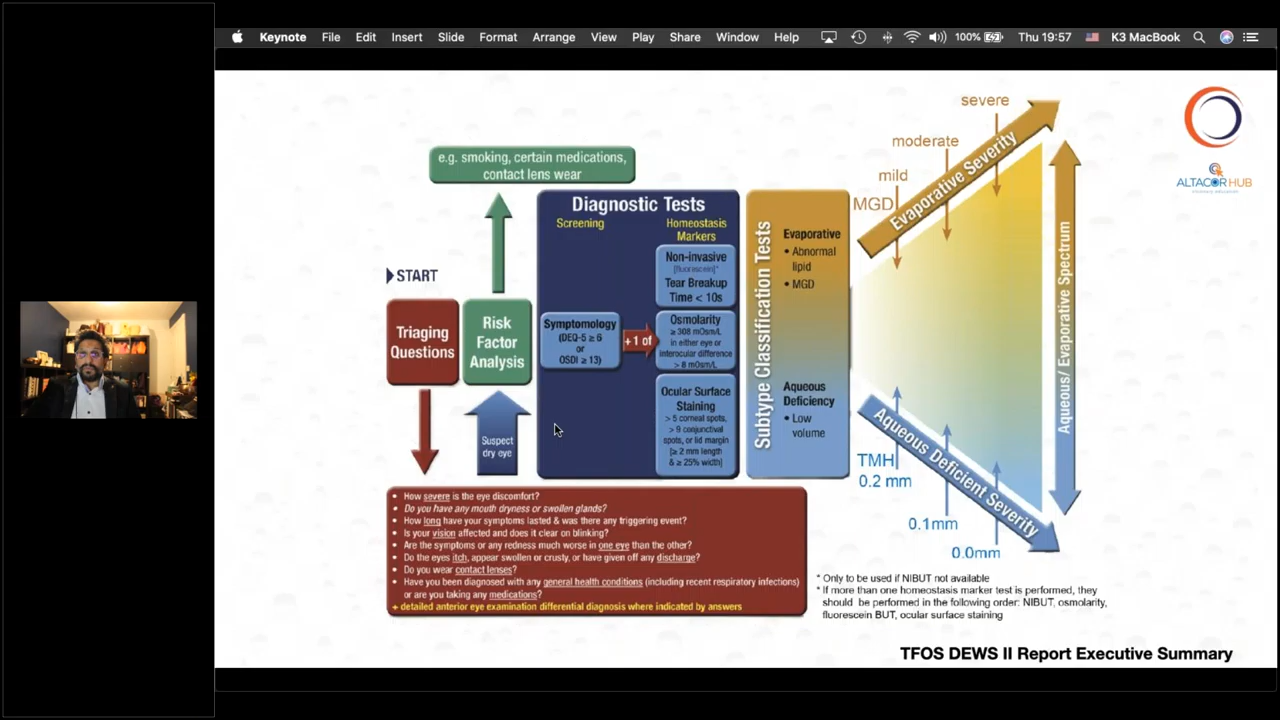 Keynote File Edit Insert Slide Format Arrange View Play Share Window Help 100% Thu 19:57 K3 MacBook
e.g. smoking, certain medications,
contact lens wear
START
Triaging
Questions
Risk
Factor
Analysis
Suspect
dry eye
Diagnostic Tests
Screening
Symptomology
(DEQ-5 ≥ 6
or
OSDI ≥ 13)
+1 of
Homeostasis
Markers
Non-invasive
[fluorescein]*
Tear Breakup
Time < 10s
Osmolarity
≥ 308 mOsm/L
in either eye or
interocular difference
> 8 mOsm/L
Ocular Surface
Staining
> 5 corneal spots,
> 9 conjunctival
spots, or lid margin
[≥ 2 mm length
& ≥ 25% width]
Subtype Classification Tests
Evaporative
• Abnormal
lipid
• MGD
Aqueous
Deficiency
• Low
volume
MGD
mild
moderate
severe
Evaporative Severity
Aqueous/ Evaporative Spectrum
Aqueous Deficient Severity
TMH
0.2 mm
0.1mm
0.0mm
ALTACOR HUB
• How severe is the eye discomfort?
• Do you have any mouth dryness or swollen glands?
• How long have your symptoms lasted & was there any triggering event?
• Is your vision affected and does it clear on blinking?
• Are the symptoms or any redness much worse in one eye than the other?
• Do the eyes itch, appear swollen or crusty, or have given off any discharge?
• Do you wear contact lenses?
• Have you been diagnosed with any general health conditions (including recent respiratory infections)
or are you taking any medications?
+ detailed anterior eye examination differential diagnosis where indicated by answers
* Only to be used if NIBUT not available
* If more than one homeostasis marker test is performed, they
should be performed in the following order: NIBUT, osmolarity,
fluorescein BUT, ocular surface staining
TFOS DEWS II Report Executive Summary